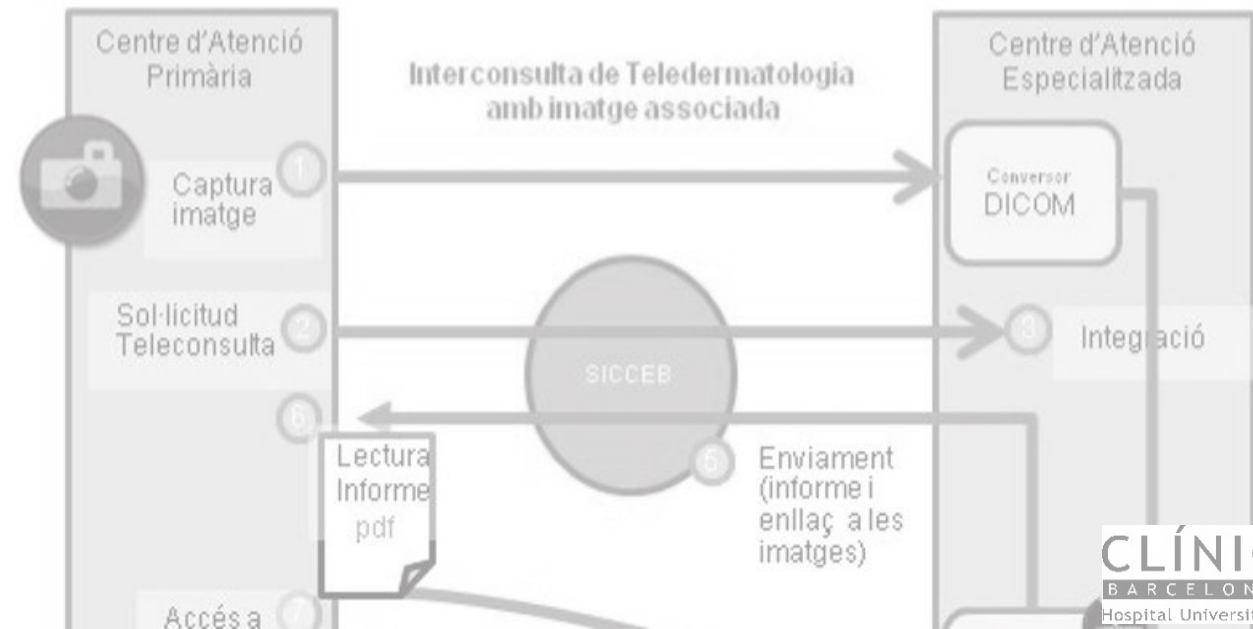 Centre d'Atenció
Primària
Interconsulta de Teledermatologia
amb imatge associada
Centre d'Atenció
Especialitzada
1
Captura
imatge
Conversor
DICOM
Sol·licitud
Teleconsulta
2
SICCEB
3
Integració
6
Lectura
Informe
pdf
5
Enviament
(informe i
enllaç a les
imatges)
Accés a
7
CLÍNI
BARCELON
Hospital Universit